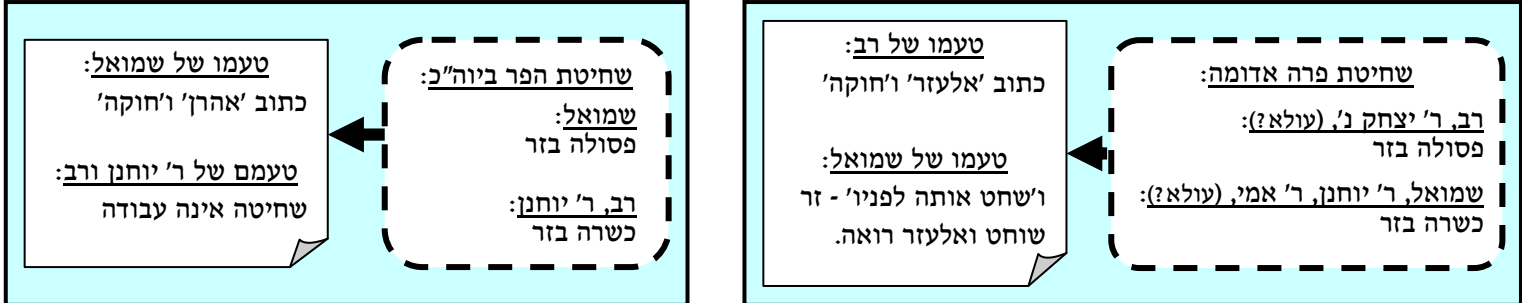 שחיטת פרה אדומה:
רב, ר' יצחק נ', (עולא?):
פסולה בזר
שמואל, ר' יוחנן, ר' אמי, (עולא?):
כשרה בזר
טעמו של רב:
כתוב 'אלעזר' ו'חוקה'
טעמו של שמואל:
ו'שחט אותה לפניו' - זר
שוחט ואלעזר רואה.
שחיטת הפר ביוה"כ:
שמואל:
פסולה בזר
רב, ר' יוחנן:
כשרה בזר
טעמו של שמואל:
כתוב 'אהרן' ו'חוקה'
טעמם של ר' יוחנן ורב:
שחיטה אינה עבודה